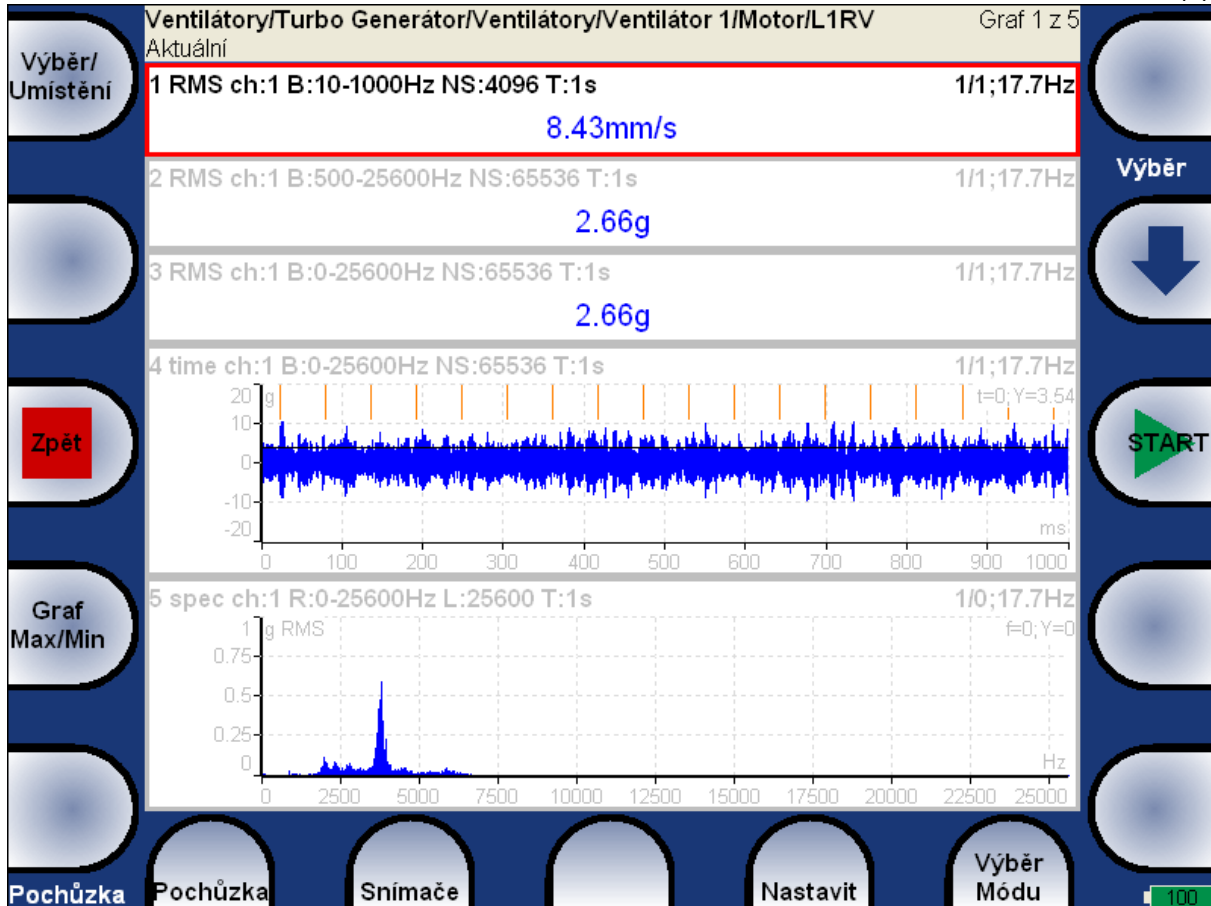 Ventilátory/Turbo Generátor/Ventilátory/Ventilátor 1/Motor/L1RV Graf 1 z 5
Aktuální
Výběr/
Umístění
1 RMS ch:1 B:10-1000Hz NS:4096 T:1s 1/1;17.7Hz
8.43mm/s
Výběr
2 RMS ch:1 B:500-25600Hz NS:65536 T:1s 1/1;17.7Hz
2.66g
3 RMS ch:1 B:0-25600Hz NS:65536 T:1s 1/1;17.7Hz
2.66g
4 time ch:1 B:0-25600Hz NS:65536 T:1s 1/1;17.7Hz
20 g t=0; Y=3.54
10
0
-10
-20 ms
0 100 200 300 400 500 600 700 800 900 1000
Zpět
START
5 spec ch:1 R:0-25600Hz L:25600 T:1s 1/0;17.7Hz
1 g RMS f=0; Y=0
0.75
0.5
0.25
0 Hz
0 2500 5000 7500 10000 12500 15000 17500 20000 22500 25000
Graf
Max/Min
Pochůzka
Pochůzka
Snímače
Nastavit
Výběr
Módu
100